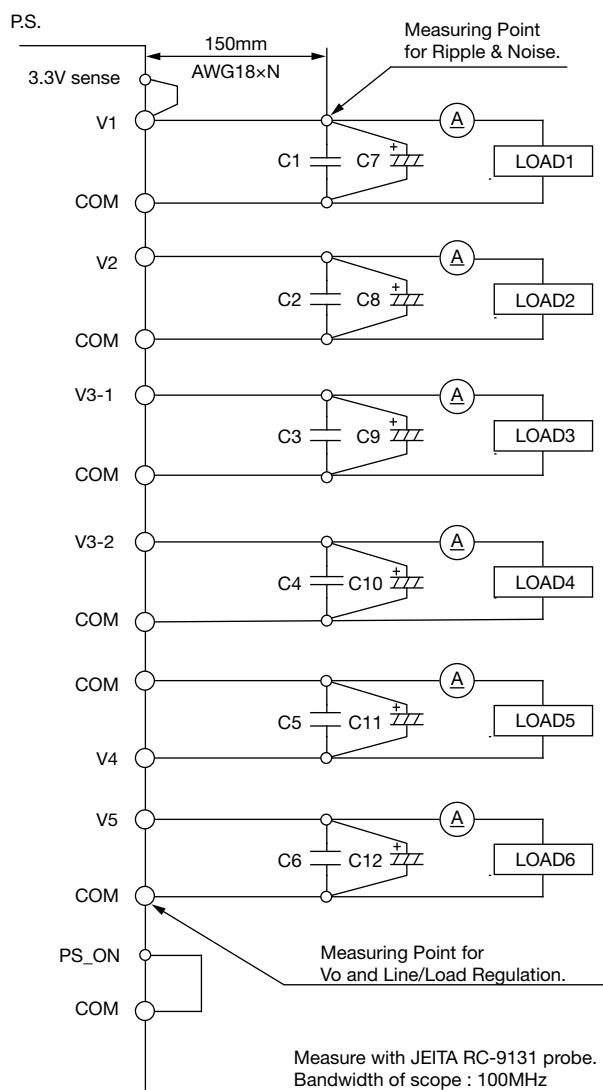 P.S.
Measuring Point
for Ripple & Noise.
150mm
AWG18×N
3.3V sense
V1
A
C1
C7
+
LOAD1
COM
V2
A
C2
C8
+
LOAD2
COM
V3-1
A
C3
C9
+
LOAD3
COM
V3-2
A
C4
C10
+
LOAD4
COM
COM
A
C5
C11
+
LOAD5
V4
V5
A
C6
C12
+
LOAD6
COM
PS_ON
Measuring Point for
Vo and Line/Load Regulation.
COM
Measure with JEITA RC-9131 probe.
Bandwidth of scope : 100MHz